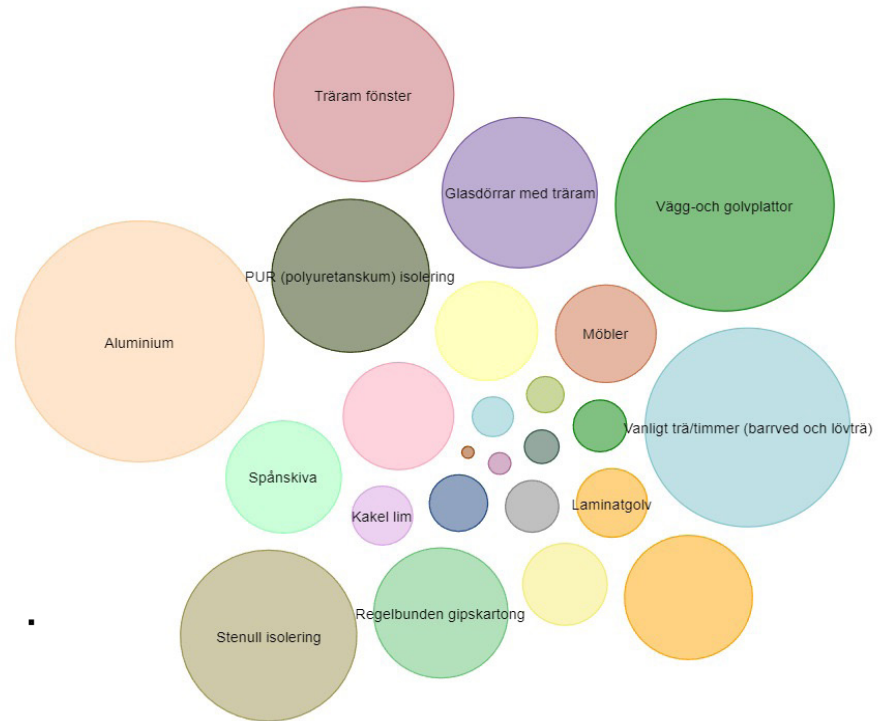 Träram fönster
Glasdörrar med träram
Vägg-och golvplattor
PUR (polyuretanskum) isolering
Möbler
Aluminium
Vanligt trä/timmer (barrved och lövträ)
Spånskiva
Laminatgolv
Kakel lim
Regelbunden gipskartong
Stenull isolering